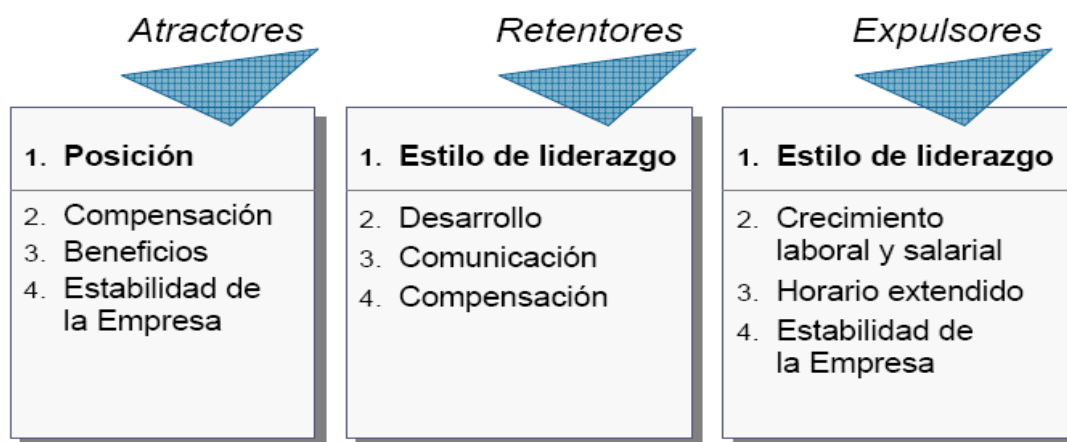 Atractores
1. Posición
2. Compensación
3. Beneficios
4. Estabilidad de
la Empresa
Retentores
1. Estilo de liderazgo
2. Desarrollo
3. Comunicación
4. Compensación
Expulsores
1. Estilo de liderazgo
2. Crecimiento
laboral y salarial
3. Horario extendido
4. Estabilidad de
la Empresa